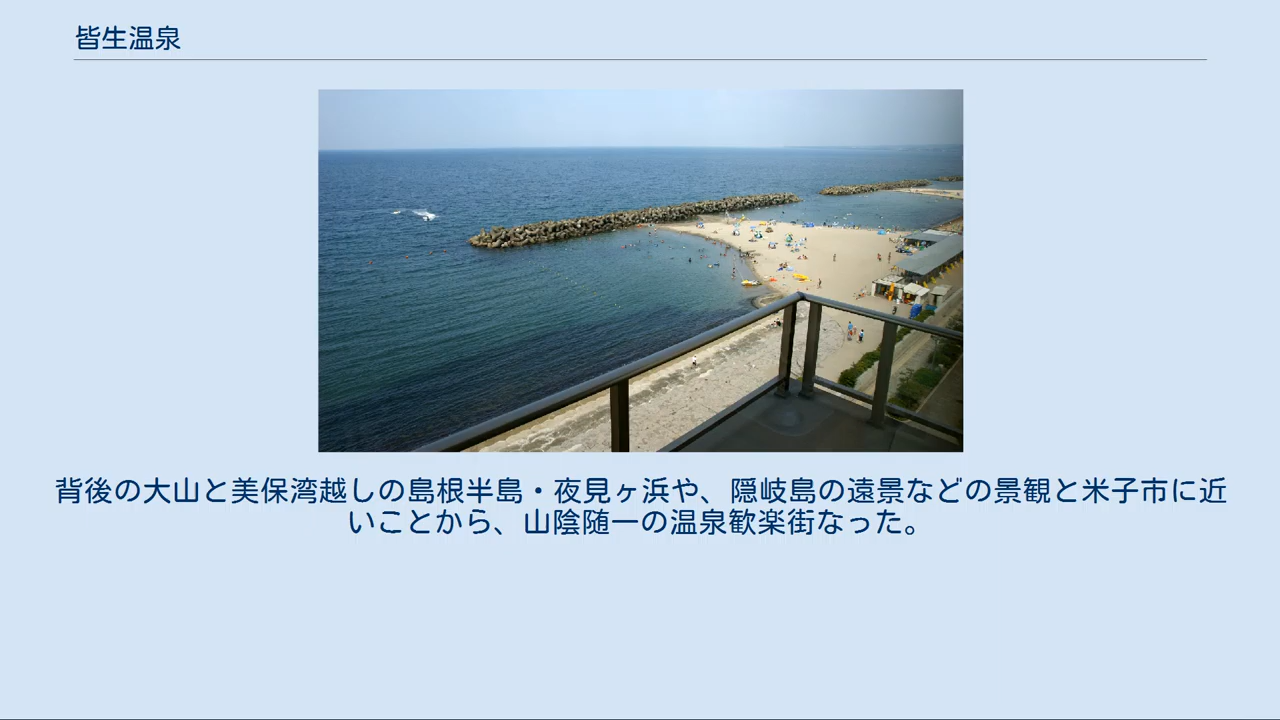 皆生温泉
背後の大山と美保湾越しの島根半島・夜見ヶ浜や、隠岐島の遠景などの景観と米子市に近
いことから、山陰随一の温泉歓楽街なった。